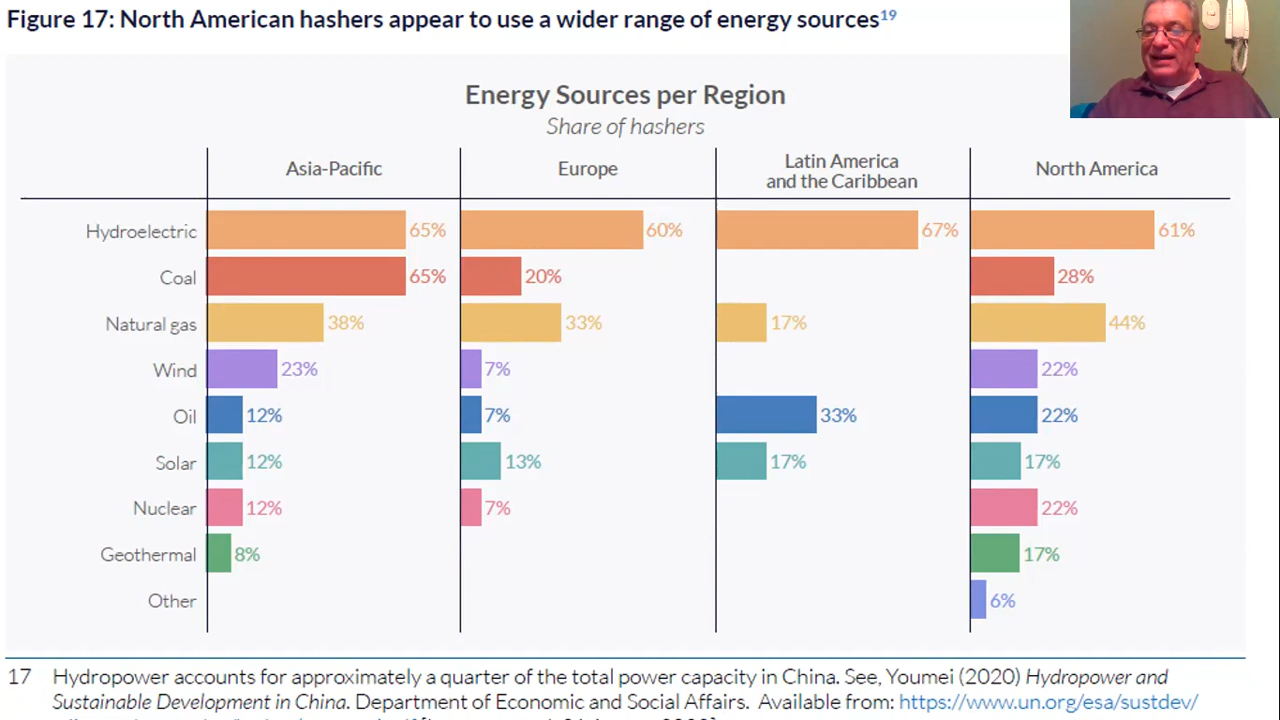 Figure 17: North American hashers appear to use a wider range of energy sources19
Energy Sources per Region
Share of hashers
Asia-Pacific
Europe
Latin America
and the Caribbean
North America
Hydroelectric 65% 60% 67% 61%
Coal 65% 20% 28%
Natural gas 38% 33% 17% 44%
Wind 23% 7% 22%
Oil 12% 7% 33% 22%
Solar 12% 13% 17% 17%
Nuclear 12% 7% 22%
Geothermal 8% 17%
Other 6%
17 Hydropower accounts for approximately a quarter of the total power capacity in China. See, Youmei (2020) Hydropower and
Sustainable Development in China. Department of Economic and Social Affairs. Available from: https://www.un.org/esa/sustdev/